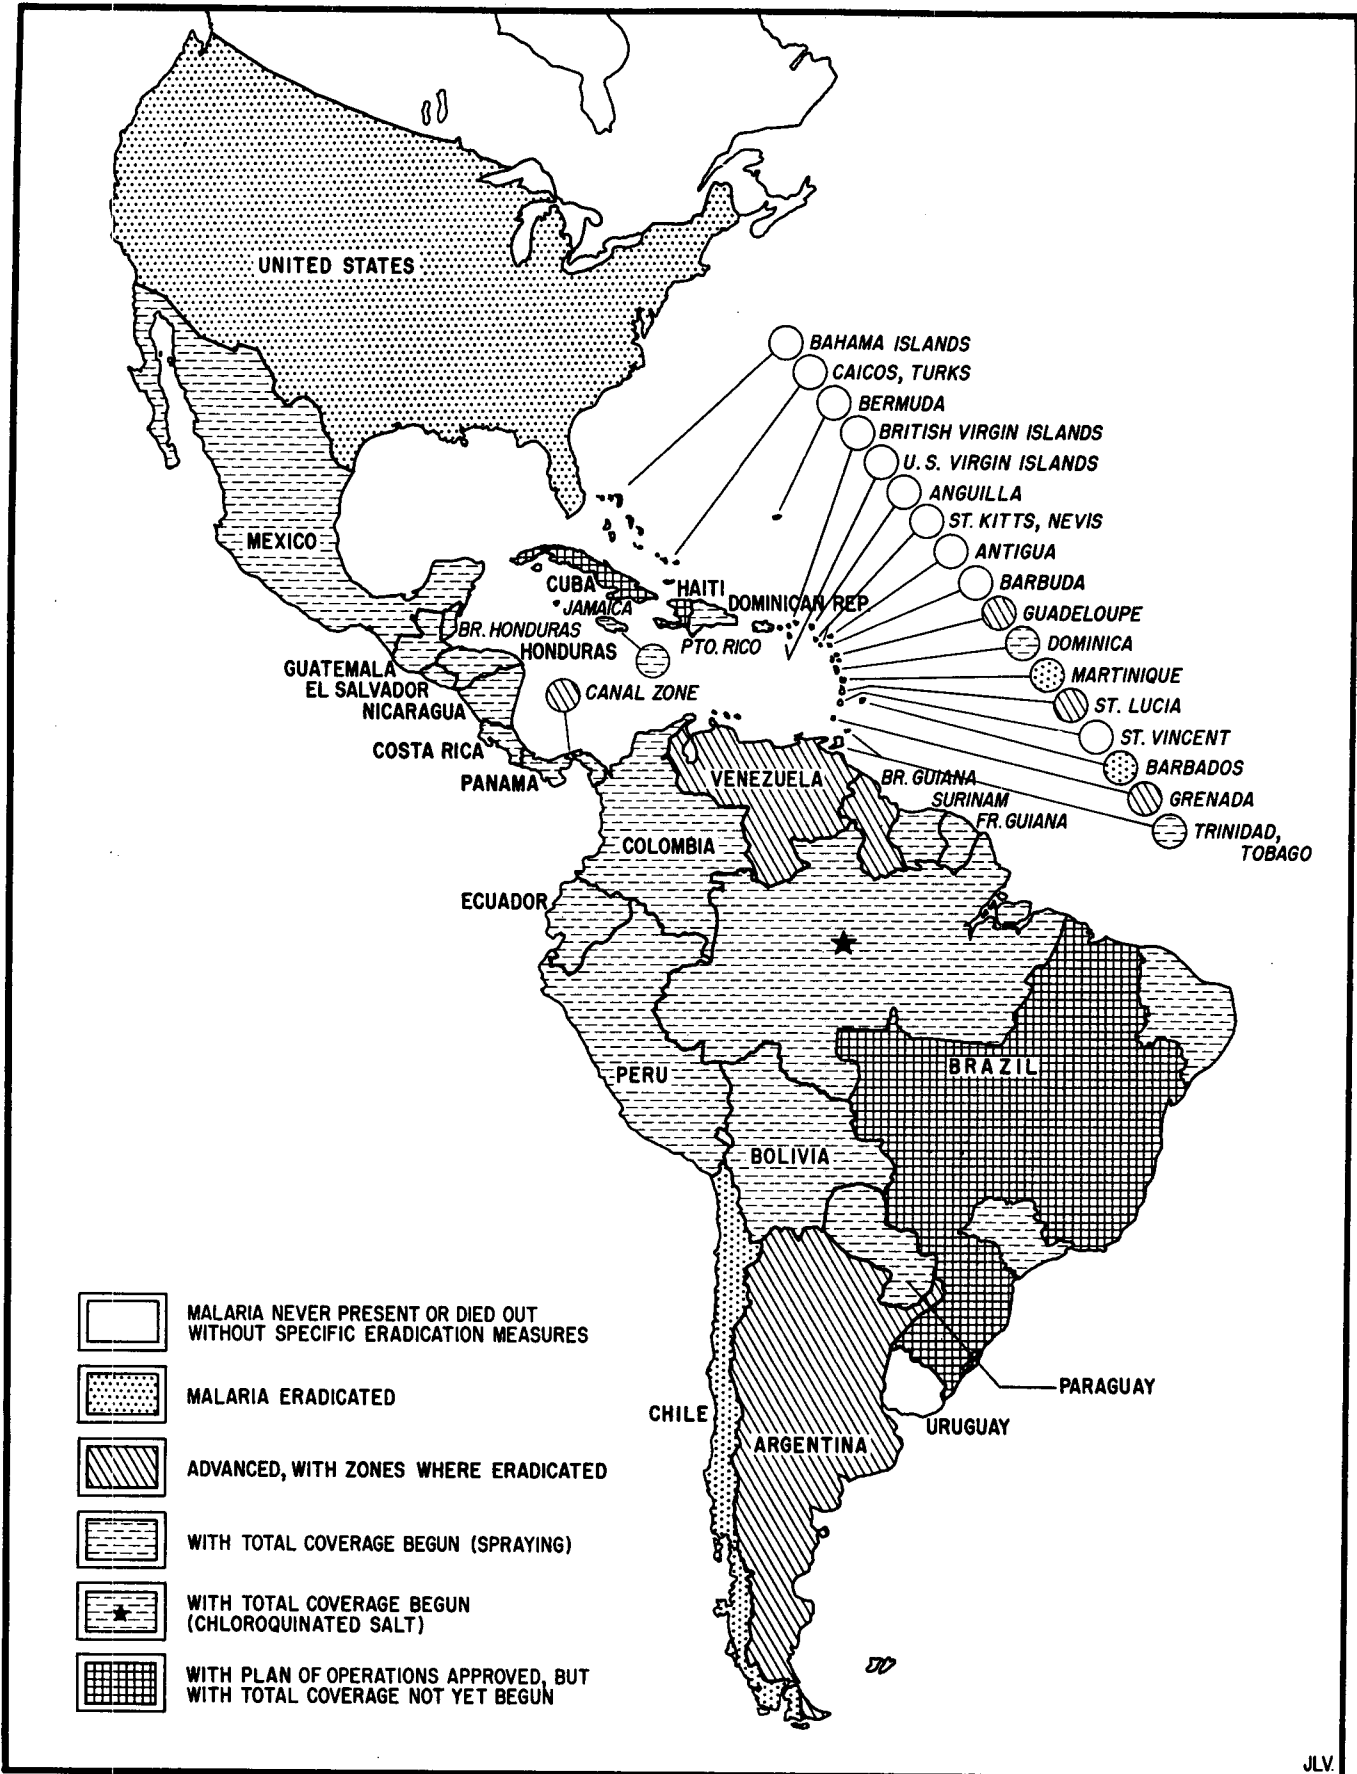 UNITED STATES
BAHAMA ISLANDS
CAICOS, TURKS
BERMUDA
BRITISH VIRGIN ISLANDS
U. S. VIRGIN ISLANDS
ANGUILLA
ST. KITTS, NEVIS
ANTIGUA
BARBUDA
GUADELOUPE
DOMINICA
MARTINIQUE
ST. LUCIA
ST. VINCENT
BARBADOS
GRENADA
TRINIDAD,
TOBAGO
MEXICO
CUBA
HAITI
JAMAICA
DOMINICAN REP.
BR. HONDURAS
HONDURAS
PTO. RICO
GUATEMALA
EL SALVADOR
NICARAGUA
CANAL ZONE
COSTA RICA
PANAMA
VENEZUELA
BR. GUIANA
SURINAM
FR. GUIANA
COLOMBIA
ECUADOR
PERU
BRAZIL
BOLIVIA
PARAGUAY
CHILE
URUGUAY
ARGENTINA
MALARIA NEVER PRESENT OR DIED OUT
WITHOUT SPECIFIC ERADICATION MEASURES
MALARIA ERADICATED
ADVANCED, WITH ZONES WHERE ERADICATED
WITH TOTAL COVERAGE BEGUN (SPRAYING)
WITH TOTAL COVERAGE BEGUN
(CHLOROQUINATED SALT)
WITH PLAN OF OPERATIONS APPROVED, BUT
WITH TOTAL COVERAGE NOT YET BEGUN
JLV.